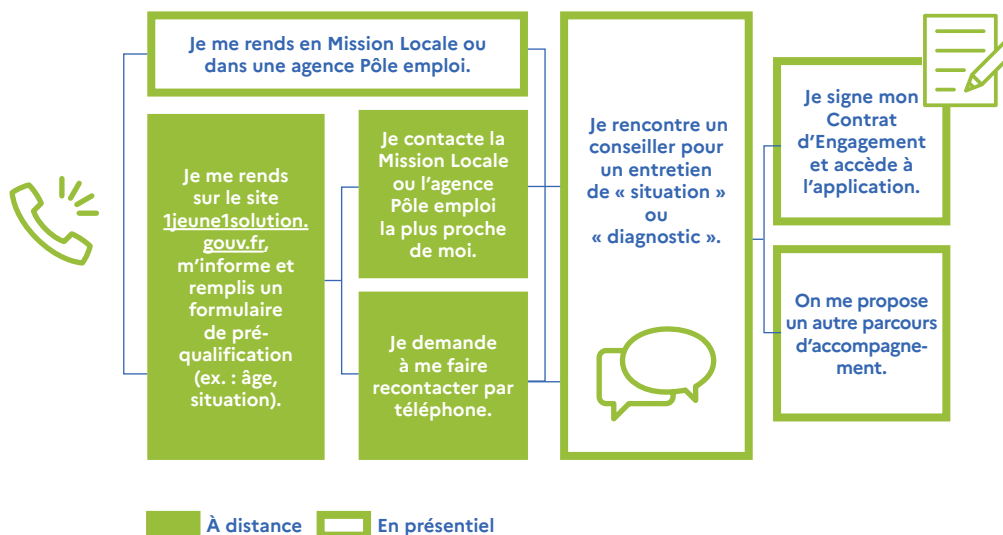 Je me rends en Mission Locale ou
dans une agence Pôle emploi.
Je me rends
sur le site
1jeune1solution.
gouv.fr,
m’informe et
remplis un
formulaire
de pré-
qualification
(ex. : âge,
situation).
Je contacte la
Mission Locale
ou l’agence
Pôle emploi
la plus proche
de moi.
Je demande
à me faire
recontacter par
téléphone.
Je rencontre un
conseiller pour
un entretien
de « situation »
ou
« diagnostic ».
Je signe mon
Contrat
d’Engagement
et accède à
l’application.
On me propose
un autre parcours
d’accompagne-
ment.
À distance
En présentiel